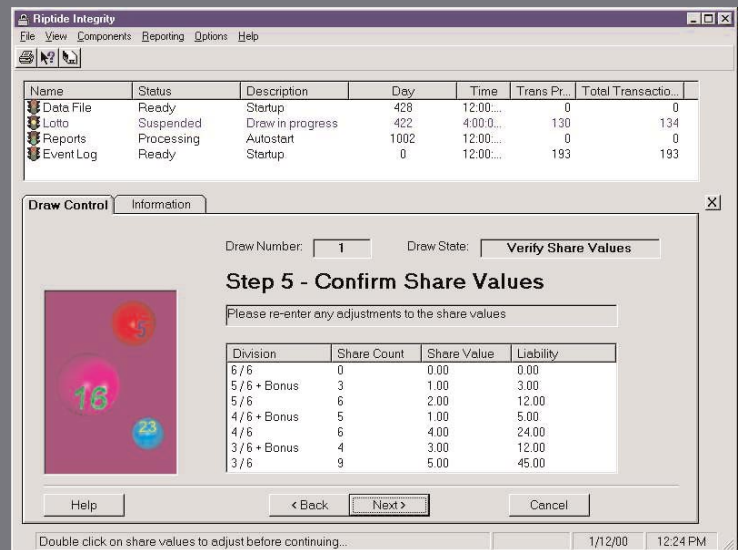 Riptide Integrity
File View Components Reporting Options Help
Name Status Description Day Time Trans Pr... Total Transactio...
Data File Ready Startup 428 12:00:... 0 0
Lotto Suspended Draw in progress 422 4:00:0... 130 134
Reports Processing Autostart 1002 12:00:... 0 0
Event Log Ready Startup 0 12:00:... 193 193
Draw Control Information
Draw Number: 1 Draw State: Verify Share Values
Step 5 - Confirm Share Values
Please re-enter any adjustments to the share values
5
16
23
Division Share Count Share Value Liability
6 / 6 0 0.00 0.00
5 / 6 + Bonus 3 1.00 3.00
5 / 6 6 2.00 12.00
4 / 6 + Bonus 5 1.00 5.00
4 / 6 6 4.00 24.00
3 / 6 + Bonus 4 3.00 12.00
3 / 6 9 5.00 45.00
Help < Back Next > Cancel
Double click on share values to adjust before continuing... 1/12/00 12:24 PM